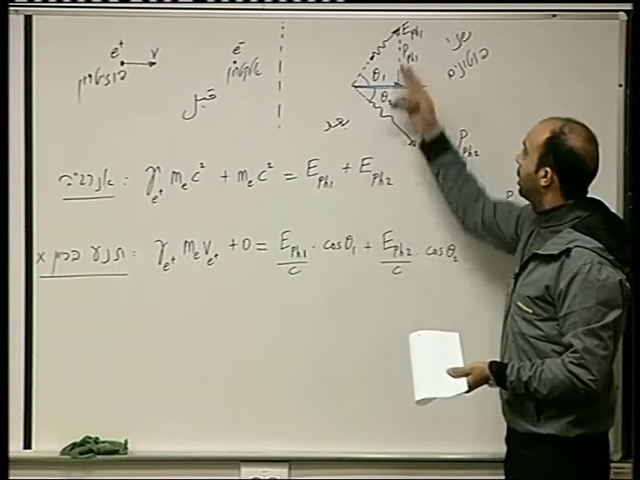 e⁺ v
פוזיטרון
e⁻
אלקטרון
קבל
לפני
E_ph1
P_ph1
θ₁
θ₂
P_ph2
שני פוטונים
אחרי
אנרגיה: γ_e⁺ m_e c² + m_e c² = E_ph1 + E_ph2
תנע בכיוון x: γ_e⁺ m_e v_e⁺ + 0 = E_ph1/c · cosθ₁ + E_ph2/c · cosθ₂